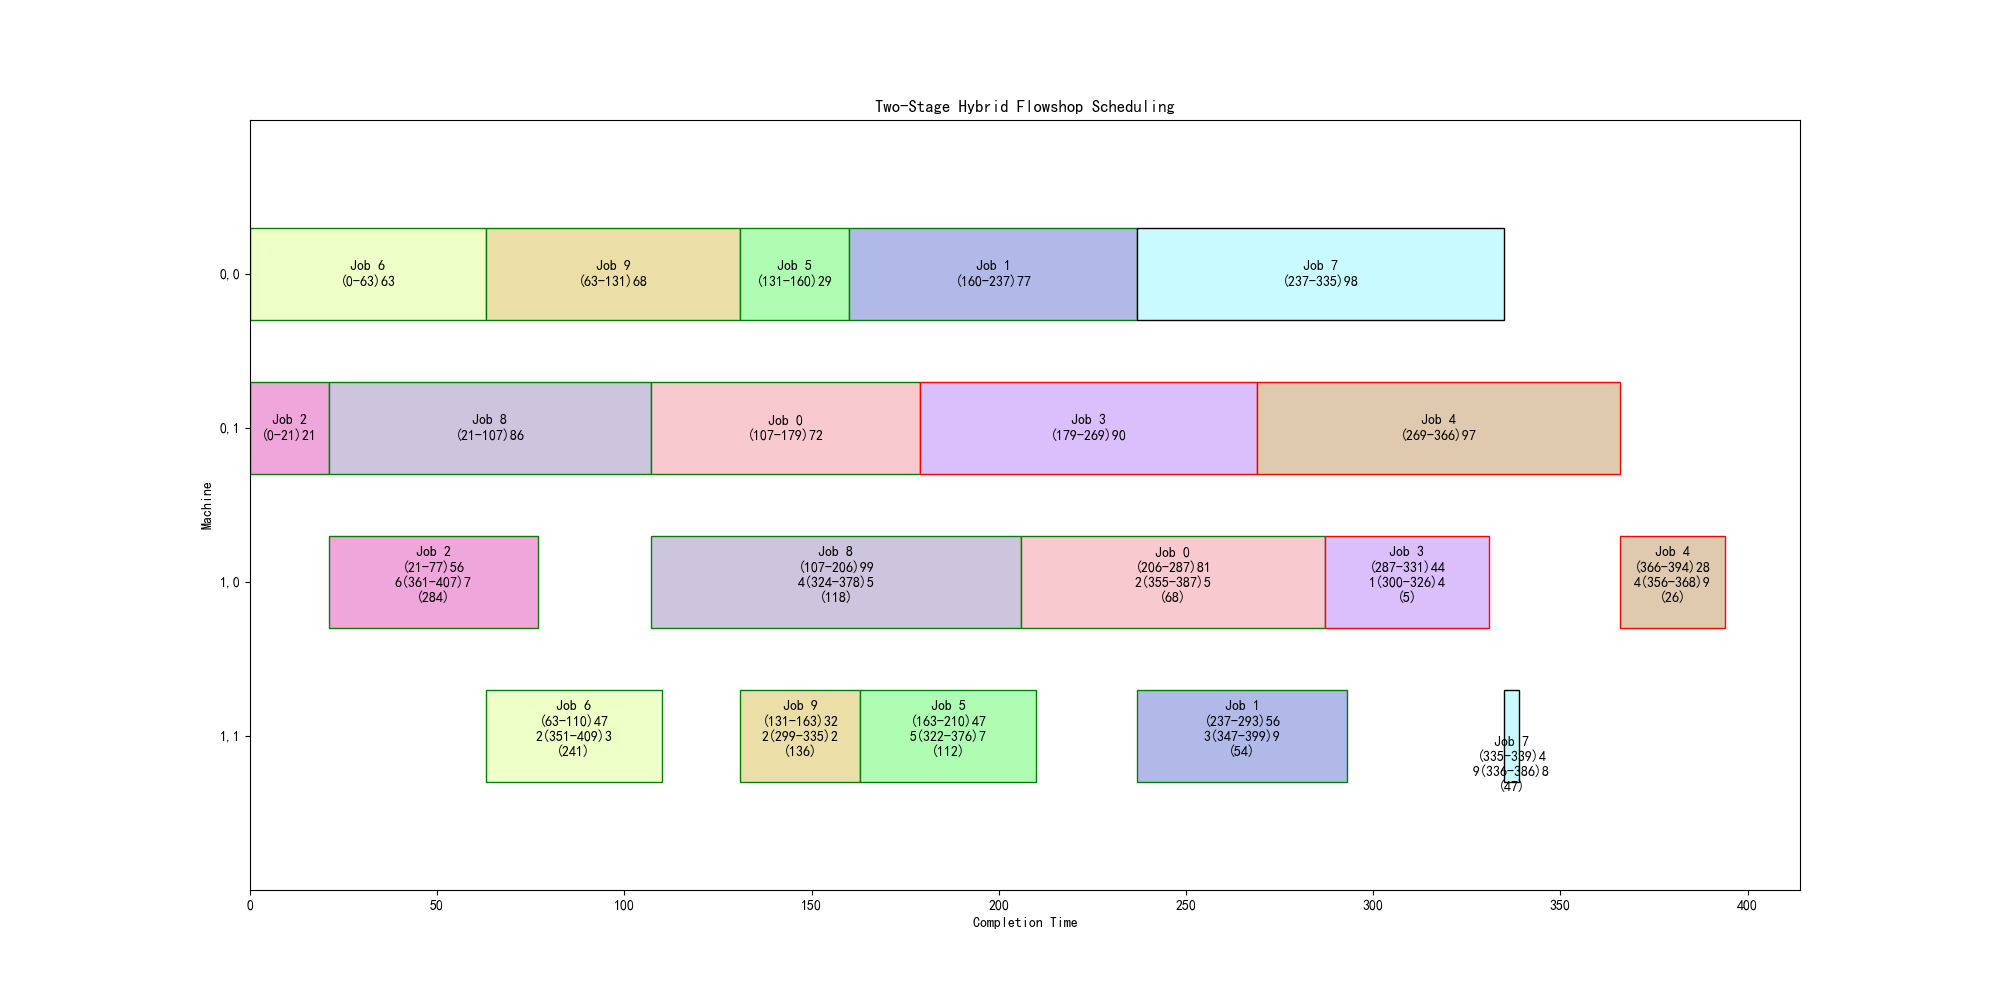 Two-Stage Hybrid Flowshop Scheduling
0,0
Job 6
(0-63)63
Job 9
(63-131)68
Job 5
(131-160)29
Job 1
(160-237)77
Job 7
(237-335)98
0,1
Job 2
(0-21)21
Job 8
(21-107)86
Job 0
(107-179)72
Job 3
(179-269)90
Job 4
(269-366)97
Machine
1,0
Job 2
(21-77)56
6(361-407)7
(284)
Job 8
(107-206)99
4(324-378)5
(118)
Job 0
(206-287)81
2(355-387)5
(68)
Job 3
(287-331)44
1(300-326)4
(5)
Job 4
(366-394)28
4(356-368)9
(26)
1,1
Job 6
(63-110)47
2(351-409)3
(241)
Job 9
(131-163)32
2(299-335)2
(136)
Job 5
(163-210)47
5(322-376)7
(112)
Job 1
(237-293)56
3(347-399)9
(54)
Job 7
(335-339)4
9(336-386)8
(47)
0 50 100 150 200 250 300 350 400
Completion Time